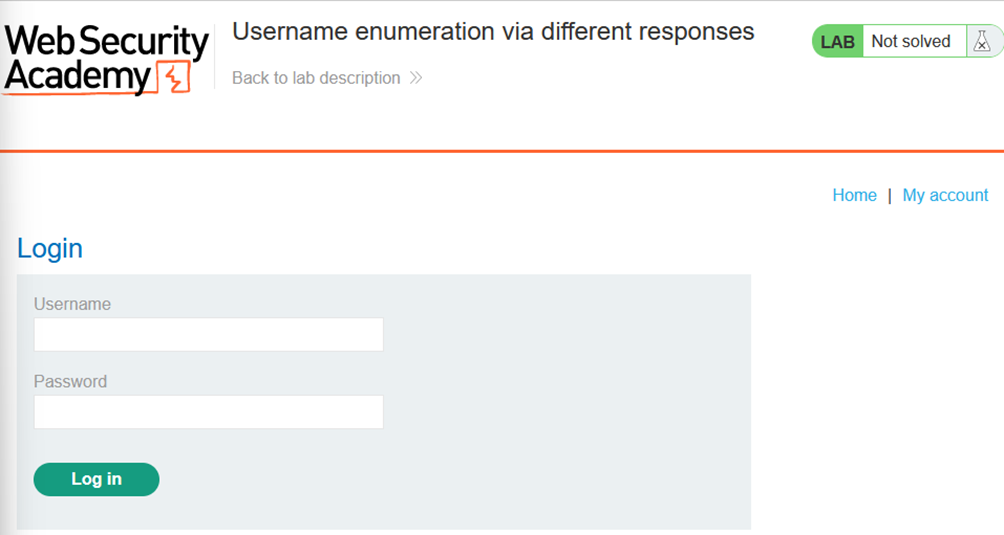 Web Security
Academy
Username enumeration via different responses
Back to lab description
LAB Not solved
Home | My account
Login
Username
Password
Log in